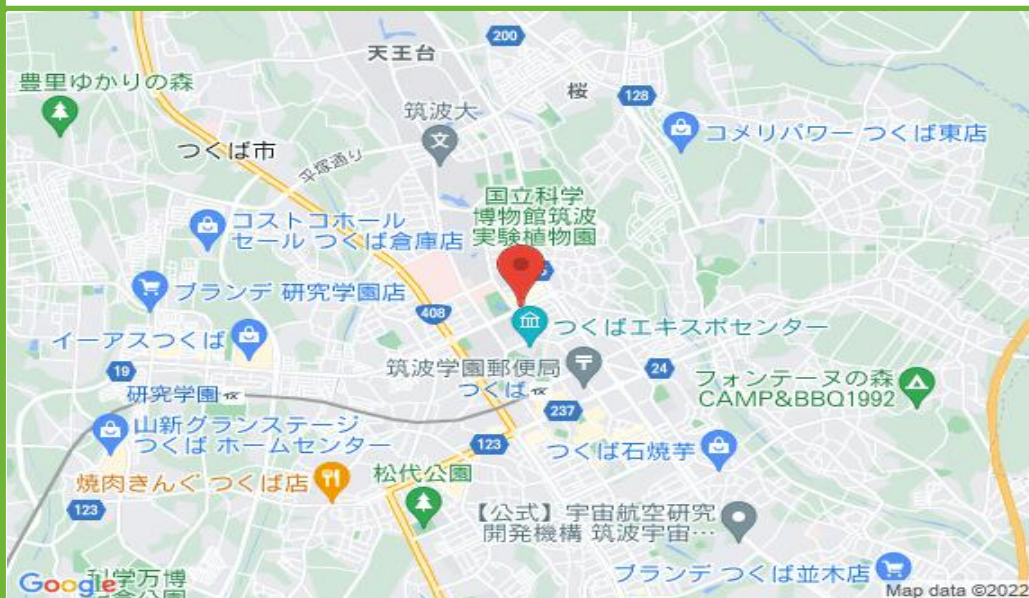 200
天王台
豊里ゆかりの森
桜
128
筑波大
コメリパワー つくば東店
つくば市
平塚通り
国立科学
博物館筑波
実験植物園
コストコホール
セール つくば倉庫店
ブランデ 研究学園店
408
つくばエキスポセンター
イーアスつくば
筑波学園郵便局
19
24
つくば
フォンテーヌの森
CAMP&BBQ1992
研究学園
237
山新グランステージ
つくば ホームセンター
123
つくば石焼芋
焼肉きんぐ つくば店
松代公園
123
【公式】宇宙航空研究
開発機構 筑波宇宙…
ブランデ つくば並木店
Google
Map data ©2022